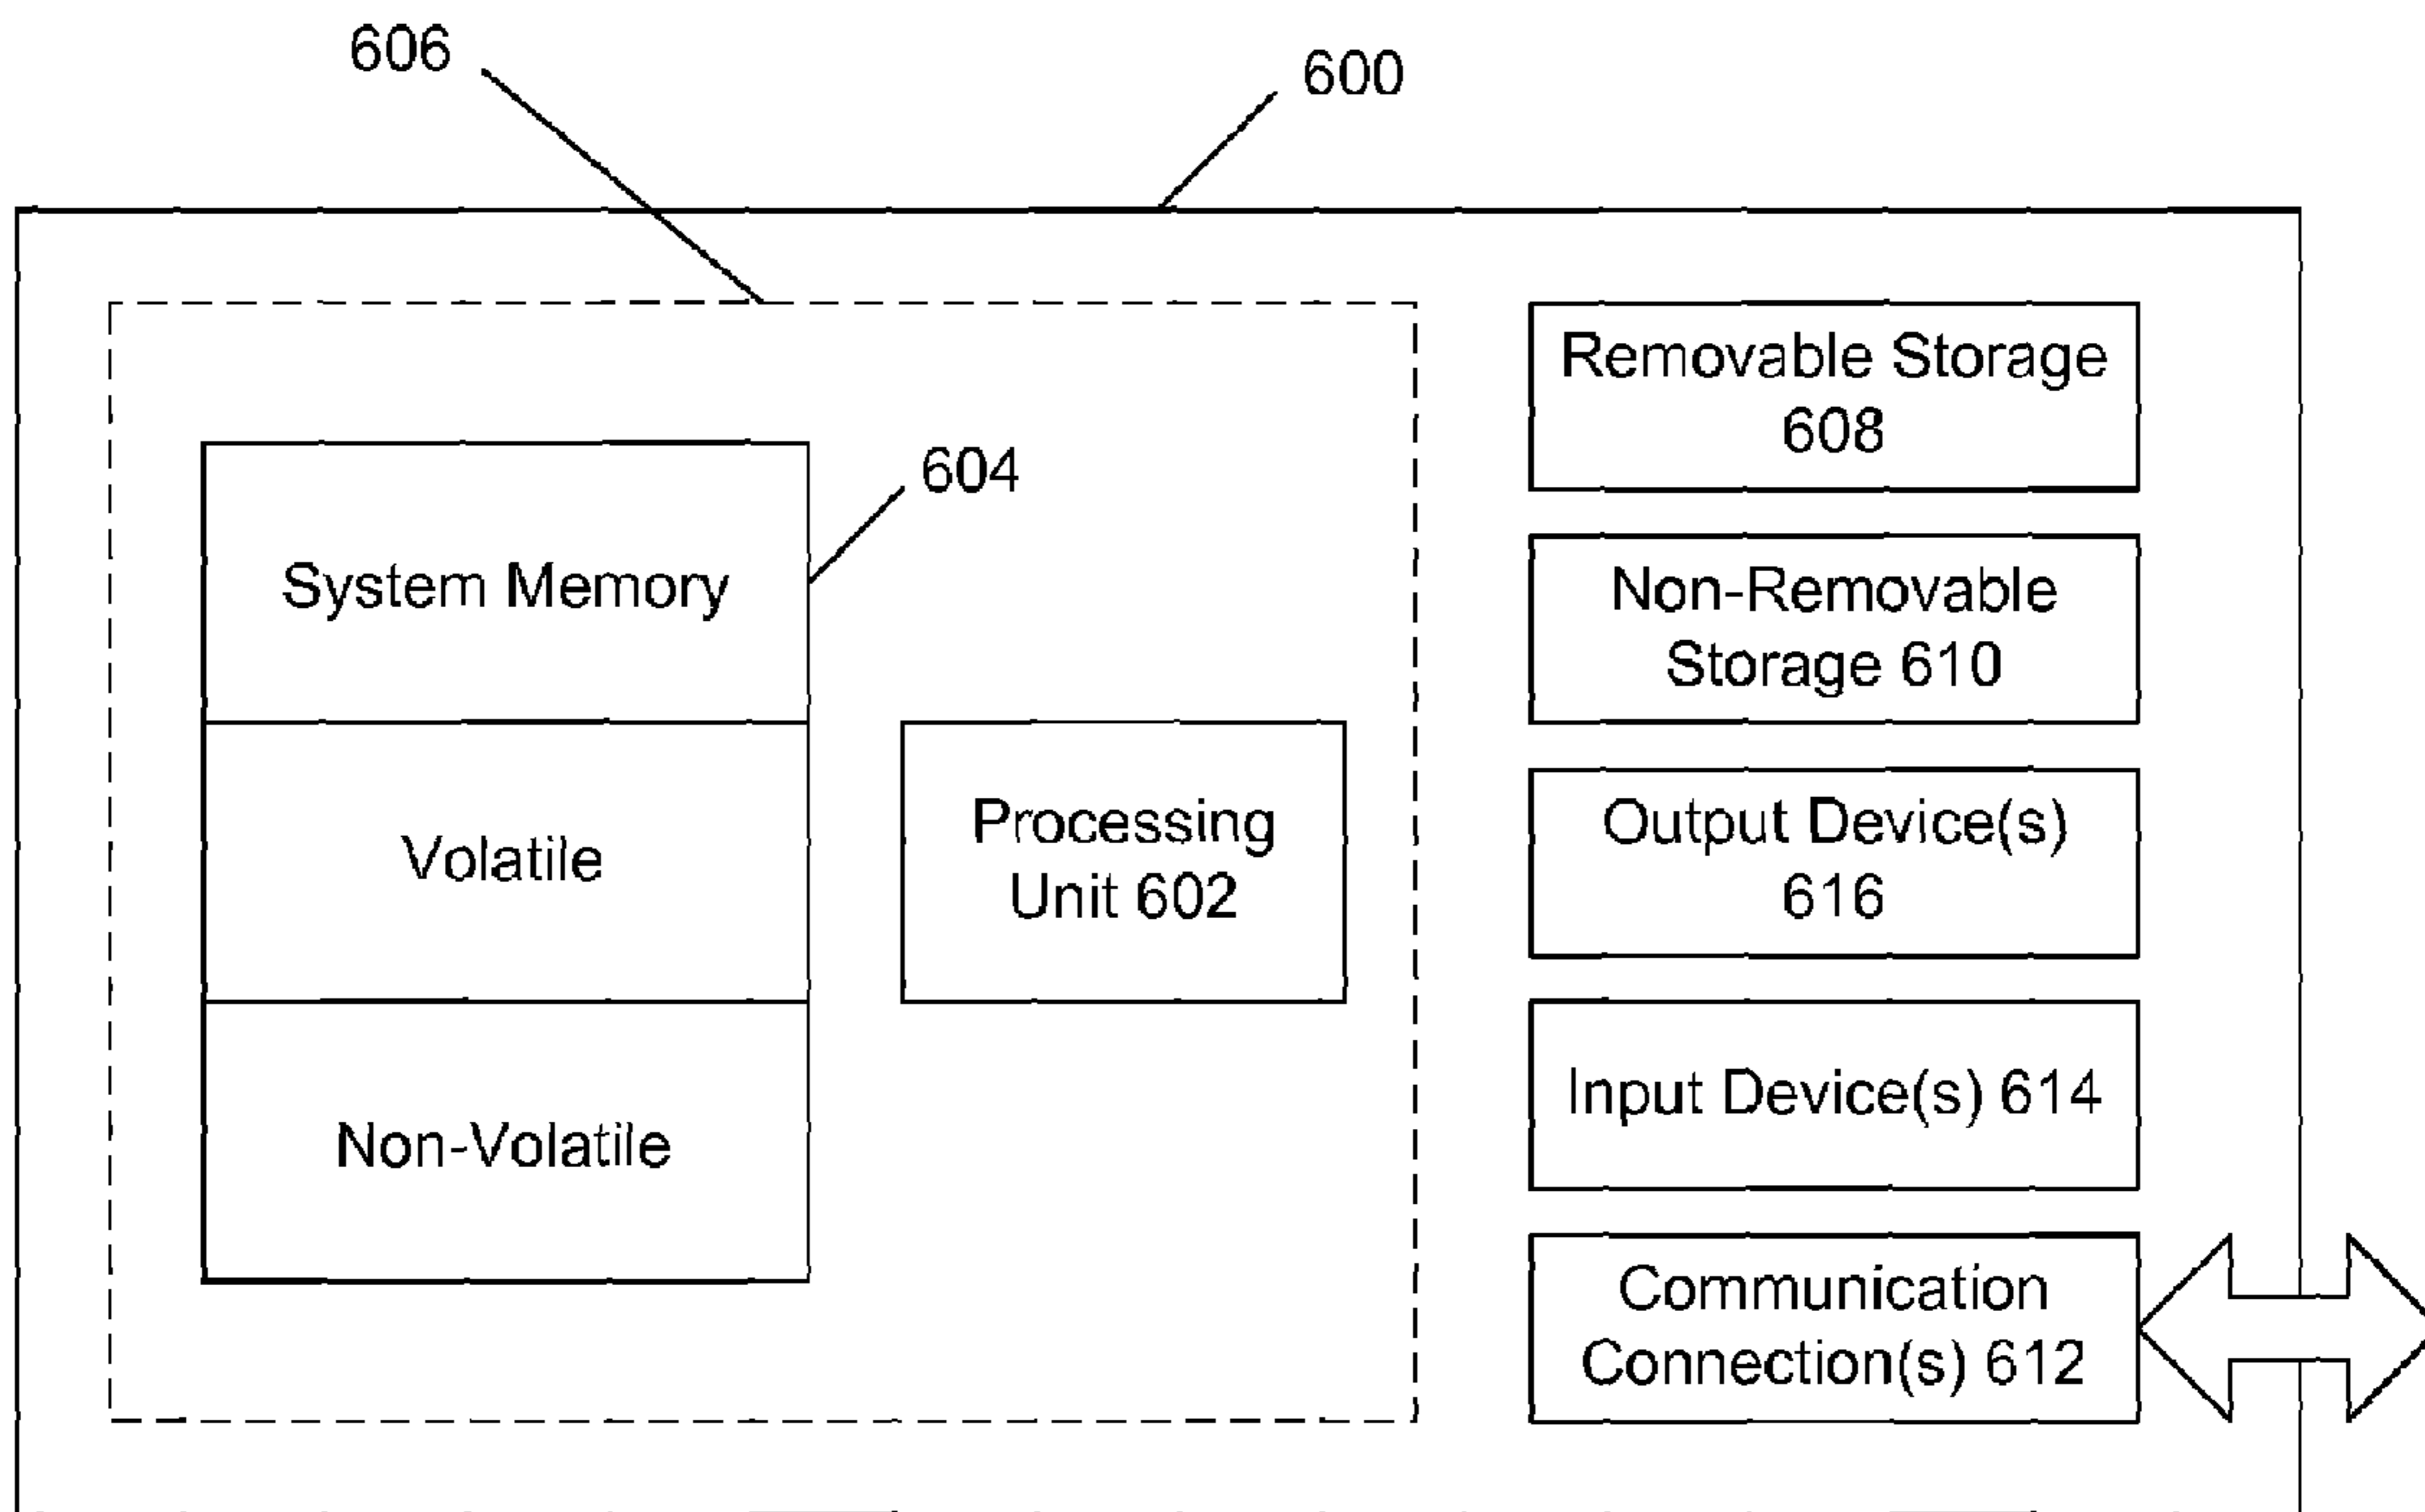 606
600
604
System Memory
Volatile
Non-Volatile
Processing
Unit 602
Removable Storage
608
Non-Removable
Storage 610
Output Device(s)
616
Input Device(s) 614
Communication
Connection(s) 612